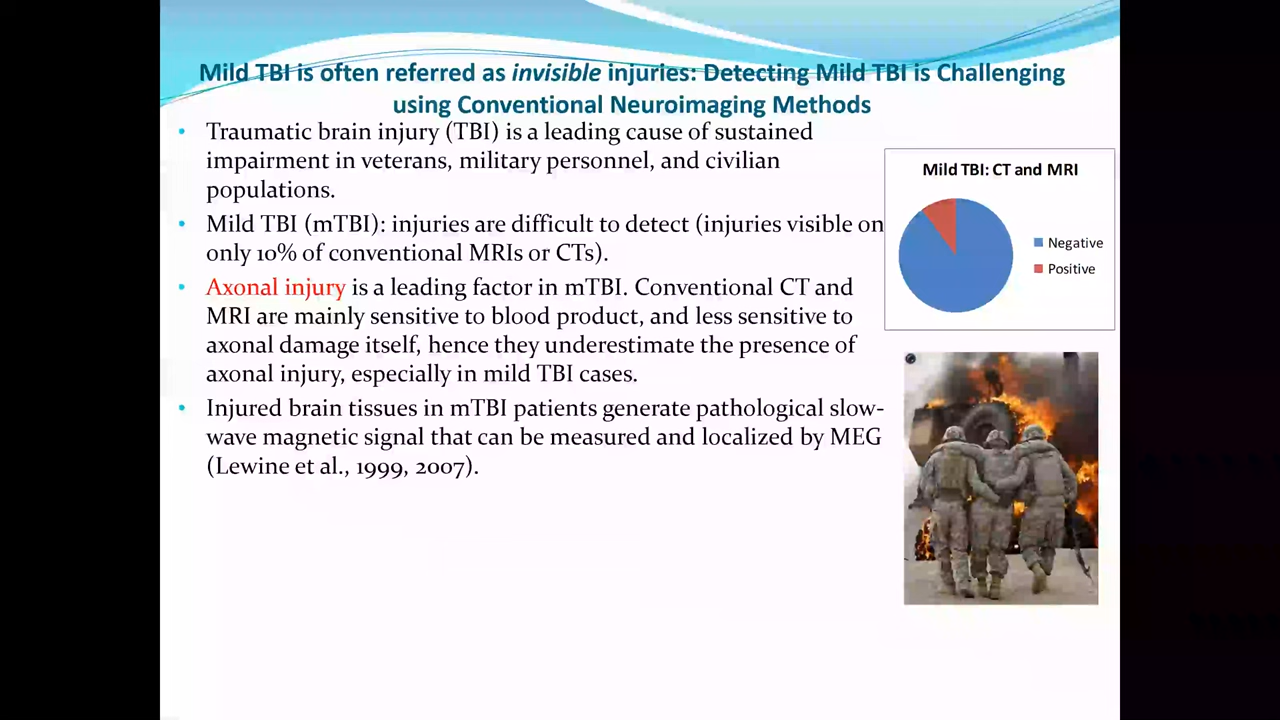 Mild TBI is often referred as invisible injuries: Detecting Mild TBI is Challenging
using Conventional Neuroimaging Methods
• Traumatic brain injury (TBI) is a leading cause of sustained
impairment in veterans, military personnel, and civilian
populations.
• Mild TBI (mTBI): injuries are difficult to detect (injuries visible on
only 10% of conventional MRIs or CTs).
• Axonal injury is a leading factor in mTBI. Conventional CT and
MRI are mainly sensitive to blood product, and less sensitive to
axonal damage itself, hence they underestimate the presence of
axonal injury, especially in mild TBI cases.
• Injured brain tissues in mTBI patients generate pathological slow-
wave magnetic signal that can be measured and localized by MEG
(Lewine et al., 1999, 2007).
Mild TBI: CT and MRI
Negative
Positive